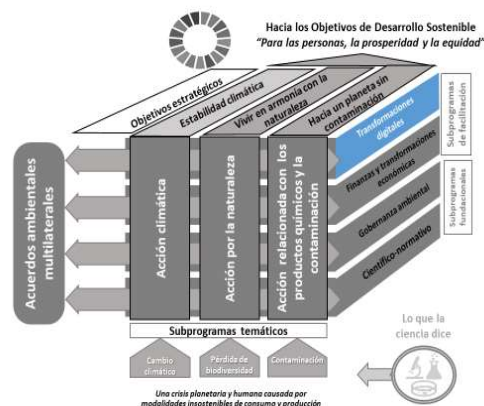 Hacia los Objetivos de Desarrollo Sostenible
“Para las personas, la prosperidad y la equidad”
Objetivos estratégicos
Estabilidad climática
Vivir en armonía con la
naturaleza
Hacia un planeta sin
contaminación
Transformaciones
digitales
Finanzas y transformaciones
económicas
Gobernanza ambiental
Científico-normativo
Subprogramas
de facilitación
Subprogramas
fundacionales
Acuerdos ambientales
multilaterales
Acción climática
Acción por la naturaleza
Acción relacionada con los
productos químicos y la
contaminación
Subprogramas temáticos
Cambio
climático
Pérdida de
biodiversidad
Contaminación
Lo que la
ciencia dice
Una crisis planetaria y humana causada por
modalidades insostenibles de consumo y producción